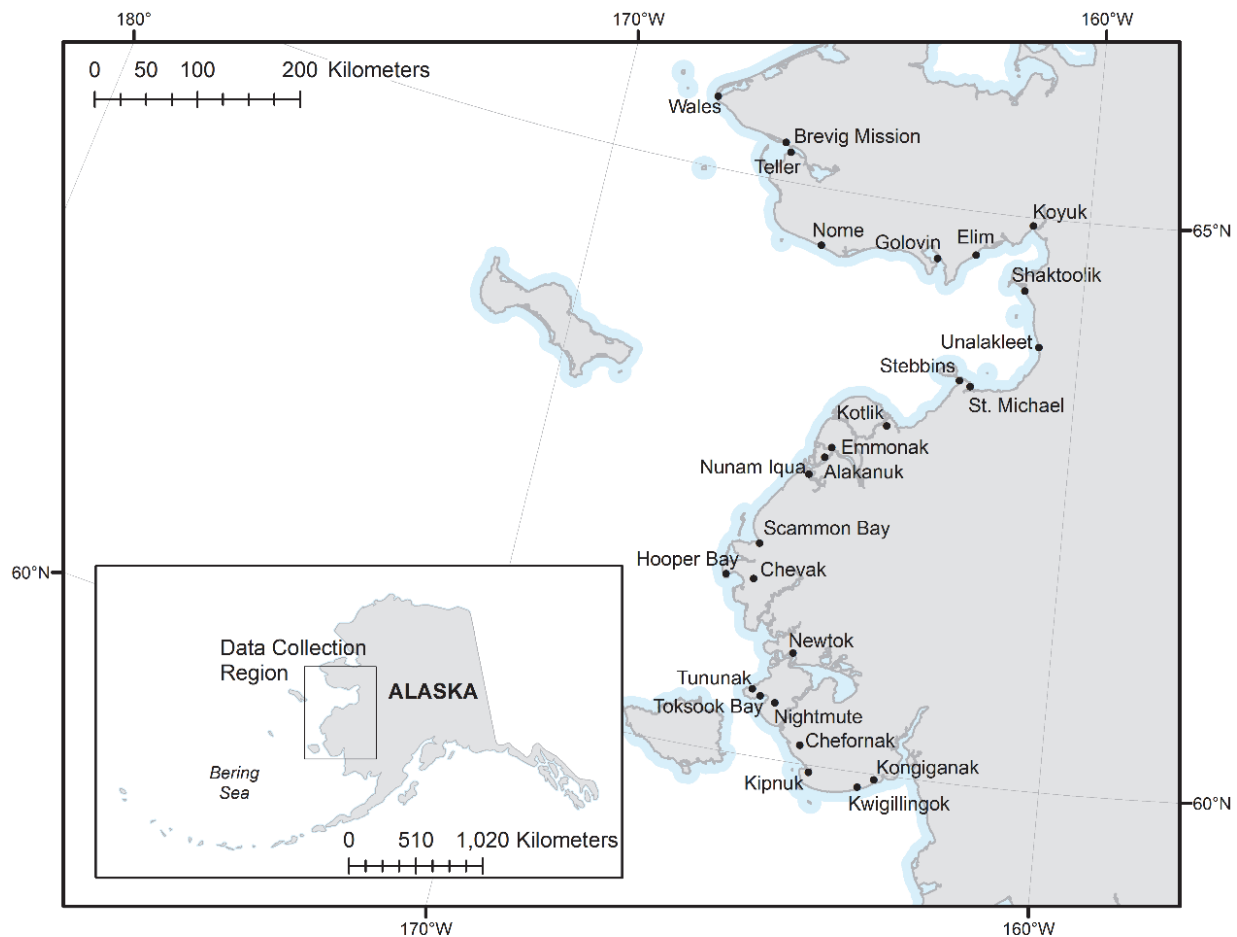 180°
170°W
160°W
0 50 100 200 Kilometers
Wales
Brevig Mission
Teller
Koyuk
Nome
Golovin
Elim
65°N
Shaktoolik
Unalakleet
Stebbins
St. Michael
Kotlik
Emmonak
Nunam Iqua
Alakanuk
Scammon Bay
Hooper Bay
Chevak
60°N
Newtok
Data Collection
Region
ALASKA
Tununak
Toksook Bay
Nightmute
Chefornak
Bering
Sea
Kipnuk
Kongiganak
Kwigillingok
60°N
0 510 1,020 Kilometers
170°W
160°W